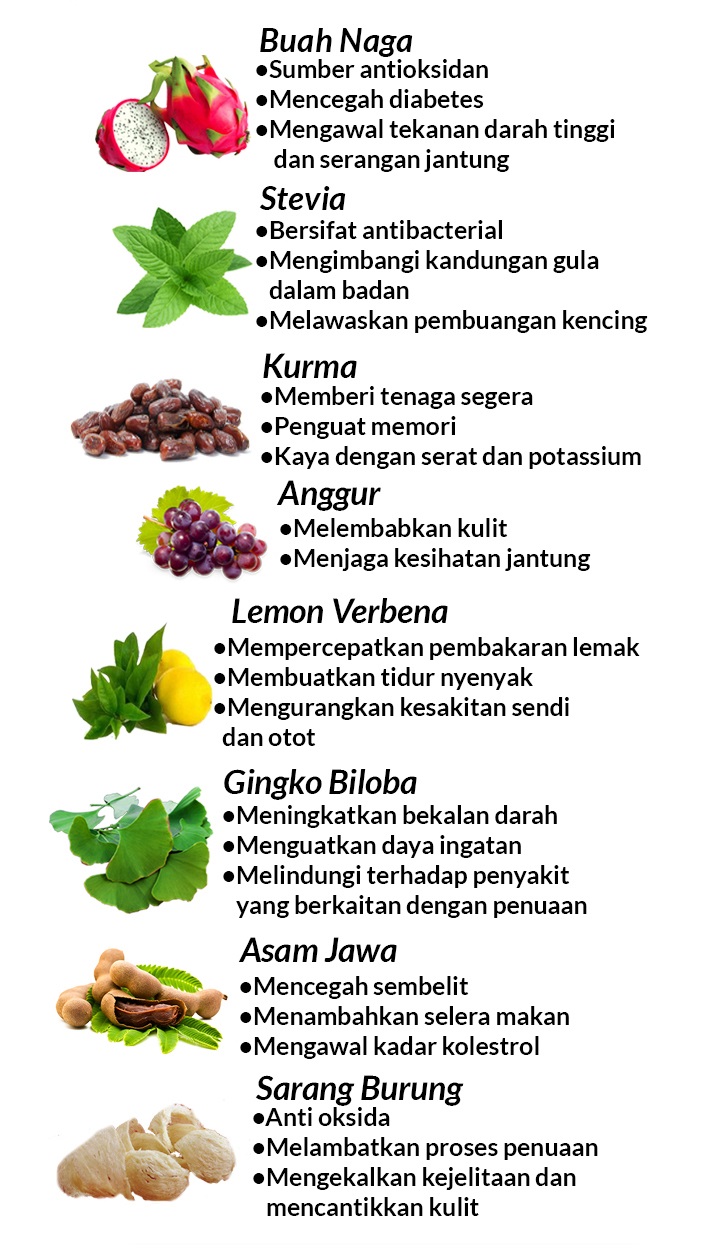 Buah Naga
●Sumber antioksidan
●Mencegah diabetes
●Mengawal tekanan darah tinggi
dan serangan jantung
Stevia
●Bersifat antibacterial
●Mengimbangi kandungan gula
dalam badan
●Melawaskan pembuangan kencing
Kurma
●Memberi tenaga segera
●Penguat memori
●Kaya dengan serat dan potassium
Anggur
●Melembabkan kulit
●Menjaga kesihatan jantung
Lemon Verbena
●Mempercepatkan pembakaran lemak
●Membuatkan tidur nyenyak
●Mengurangkan kesakitan sendi
dan otot
Gingko Biloba
●Meningkatkan bekalan darah
●Menguatkan daya ingatan
●Melindungi terhadap penyakit
yang berkaitan dengan penuaan
Asam Jawa
●Mencegah sembelit
●Menambahkan selera makan
●Mengawal kadar kolestrol
Sarang Burung
●Anti oksida
●Melambatkan proses penuaan
●Mengekalkan kejelitaan dan
mencantikkan kulit